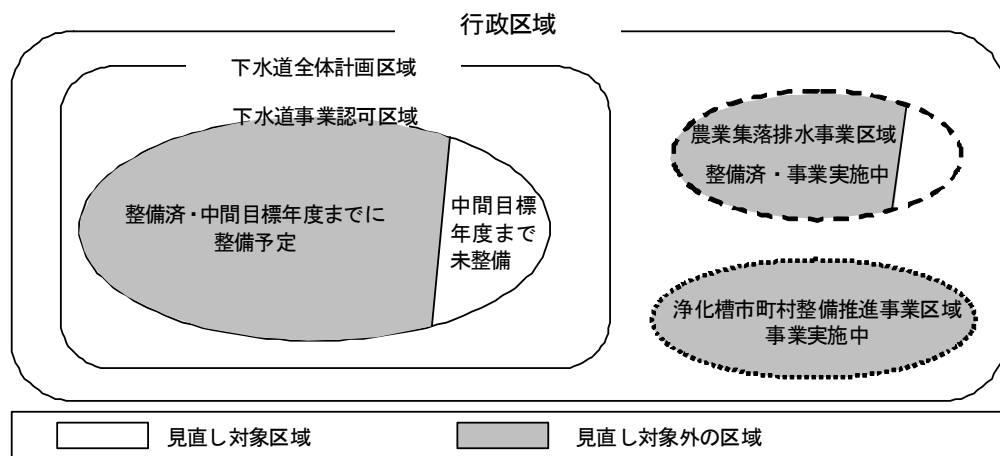 行政区域
下水道全体計画区域
下水道事業認可区域
整備済・中間目標年度までに
整備予定
中間目標
年度まで
未整備
農業集落排水事業区域
整備済・事業実施中
浄化槽市町村整備推進事業区域
事業実施中
見直し対象区域
見直し対象外の区域